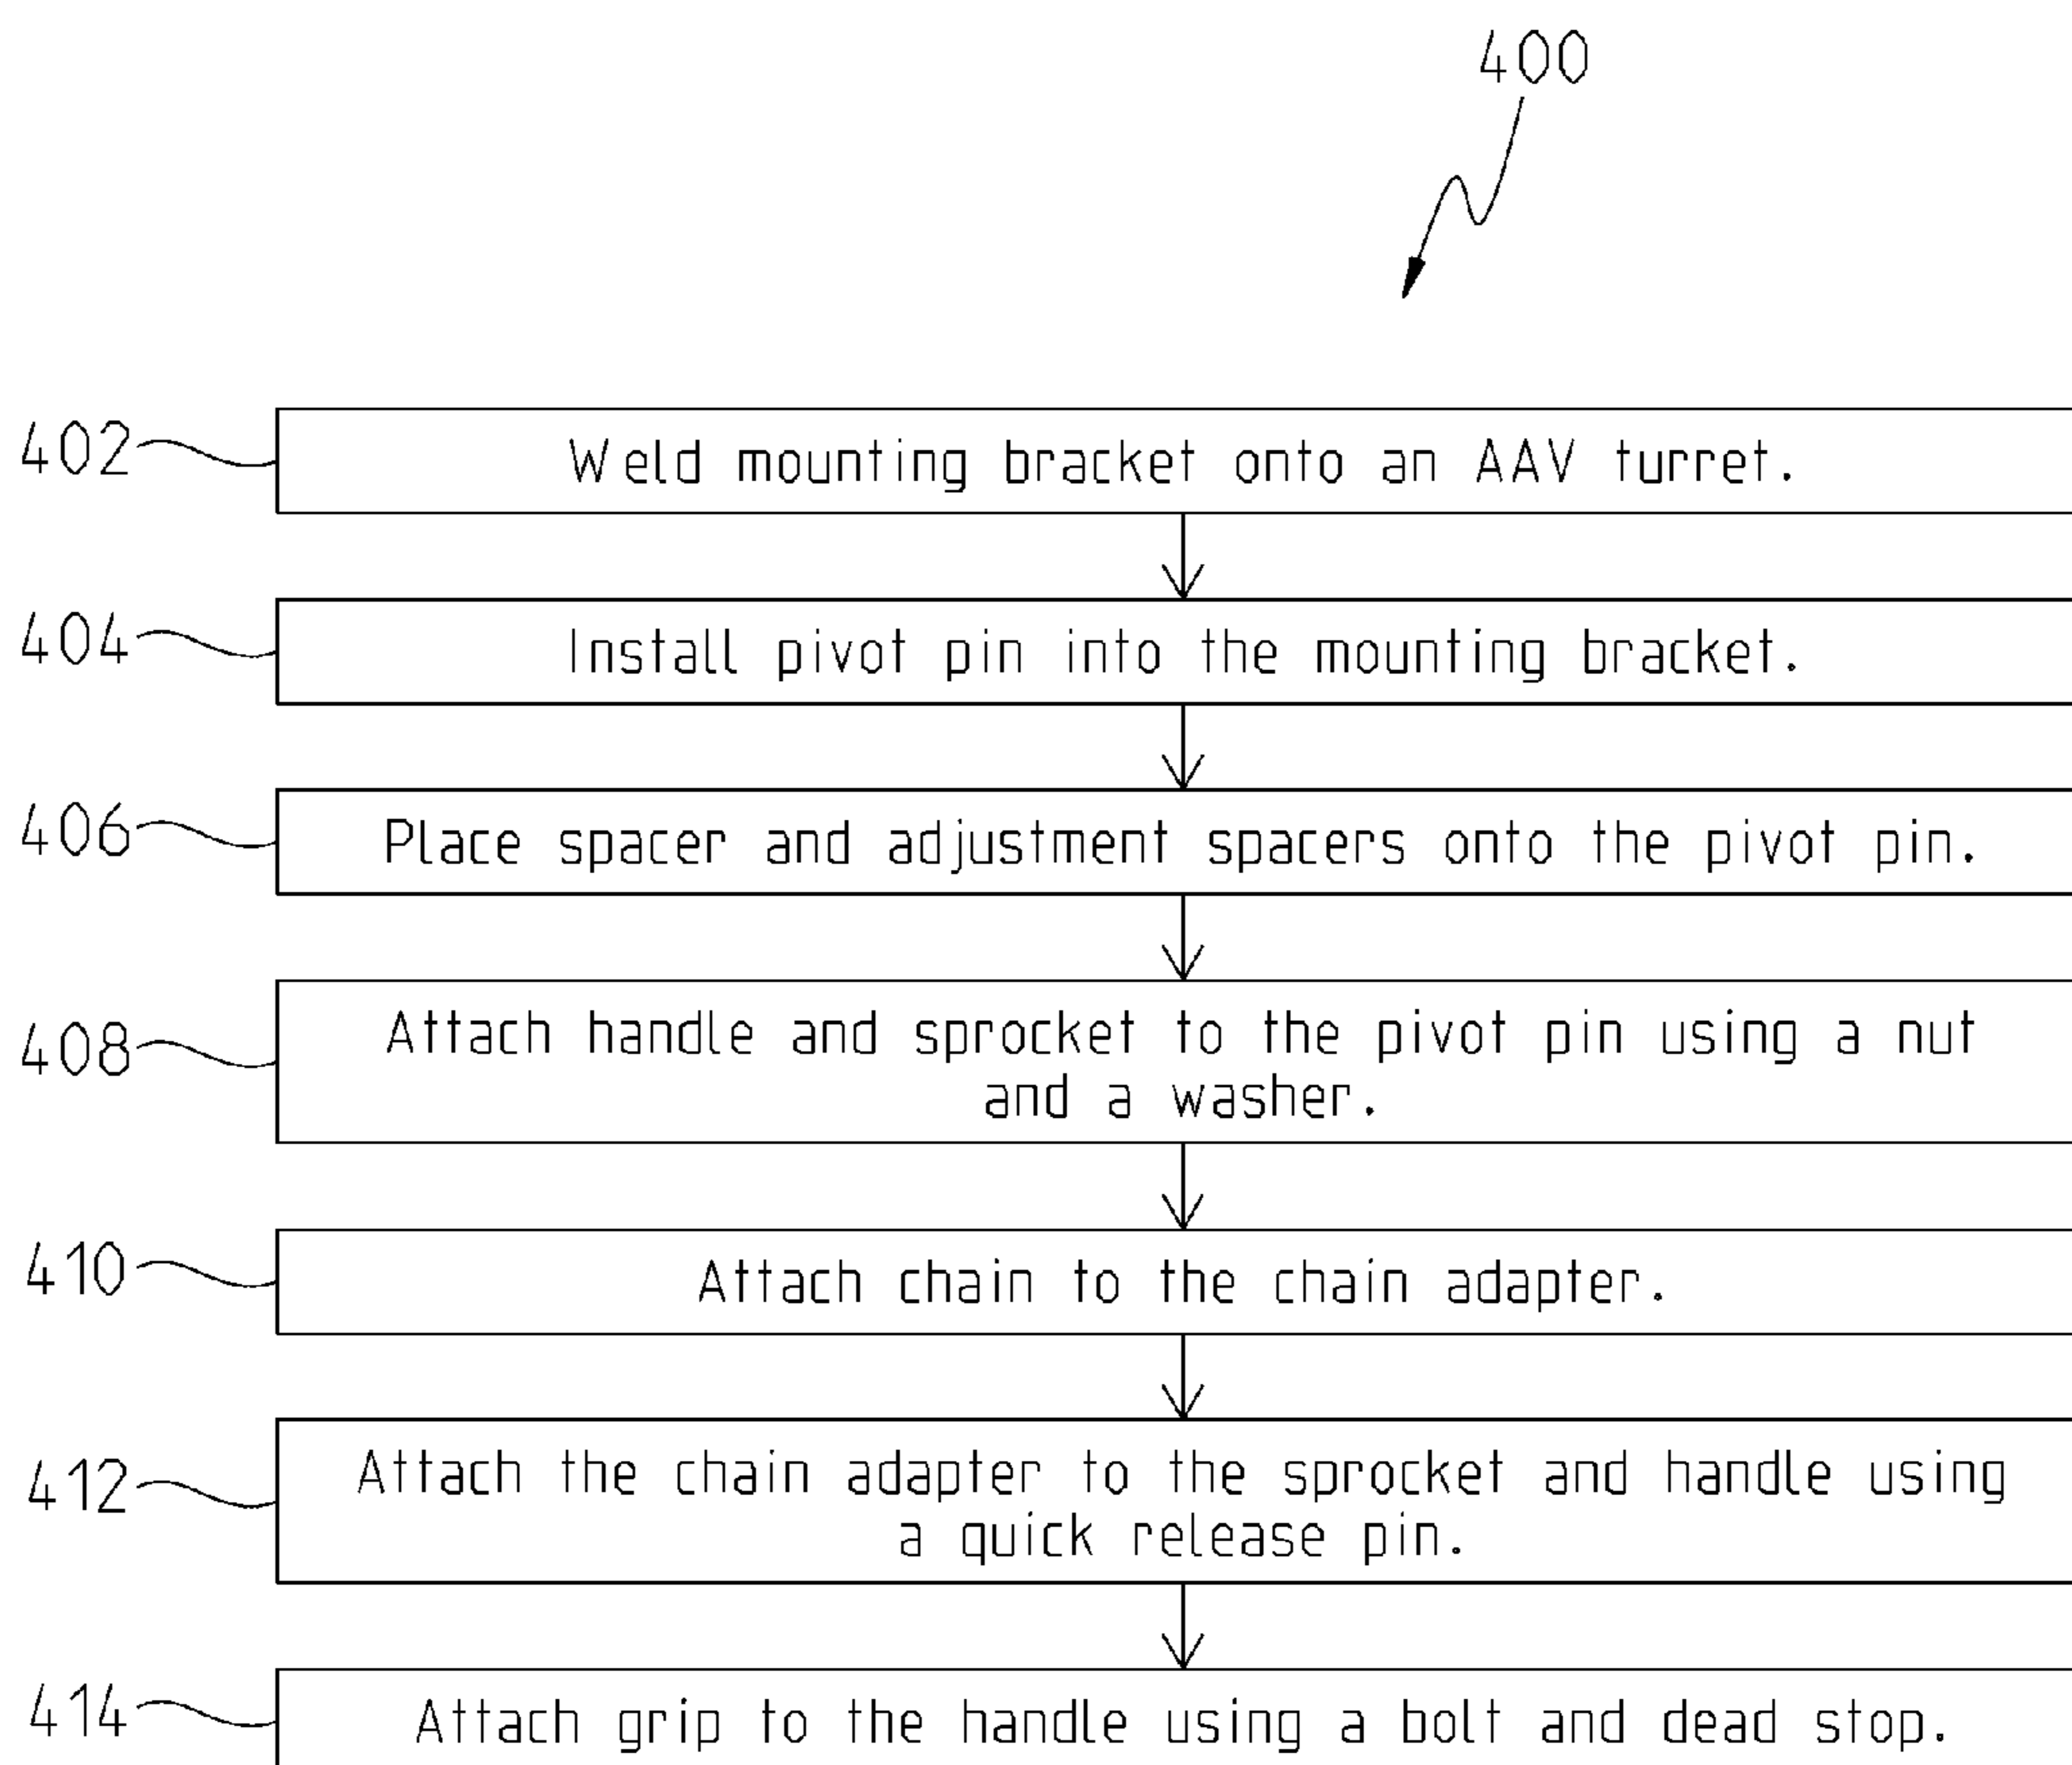 400
402
Weld mounting bracket onto an AAV turret.
404
Install pivot pin into the mounting bracket.
406
Place spacer and adjustment spacers onto the pivot pin.
408
Attach handle and sprocket to the pivot pin using a nut
and a washer.
410
Attach chain to the chain adapter.
412
Attach the chain adapter to the sprocket and handle using
a quick release pin.
414
Attach grip to the handle using a bolt and dead stop.